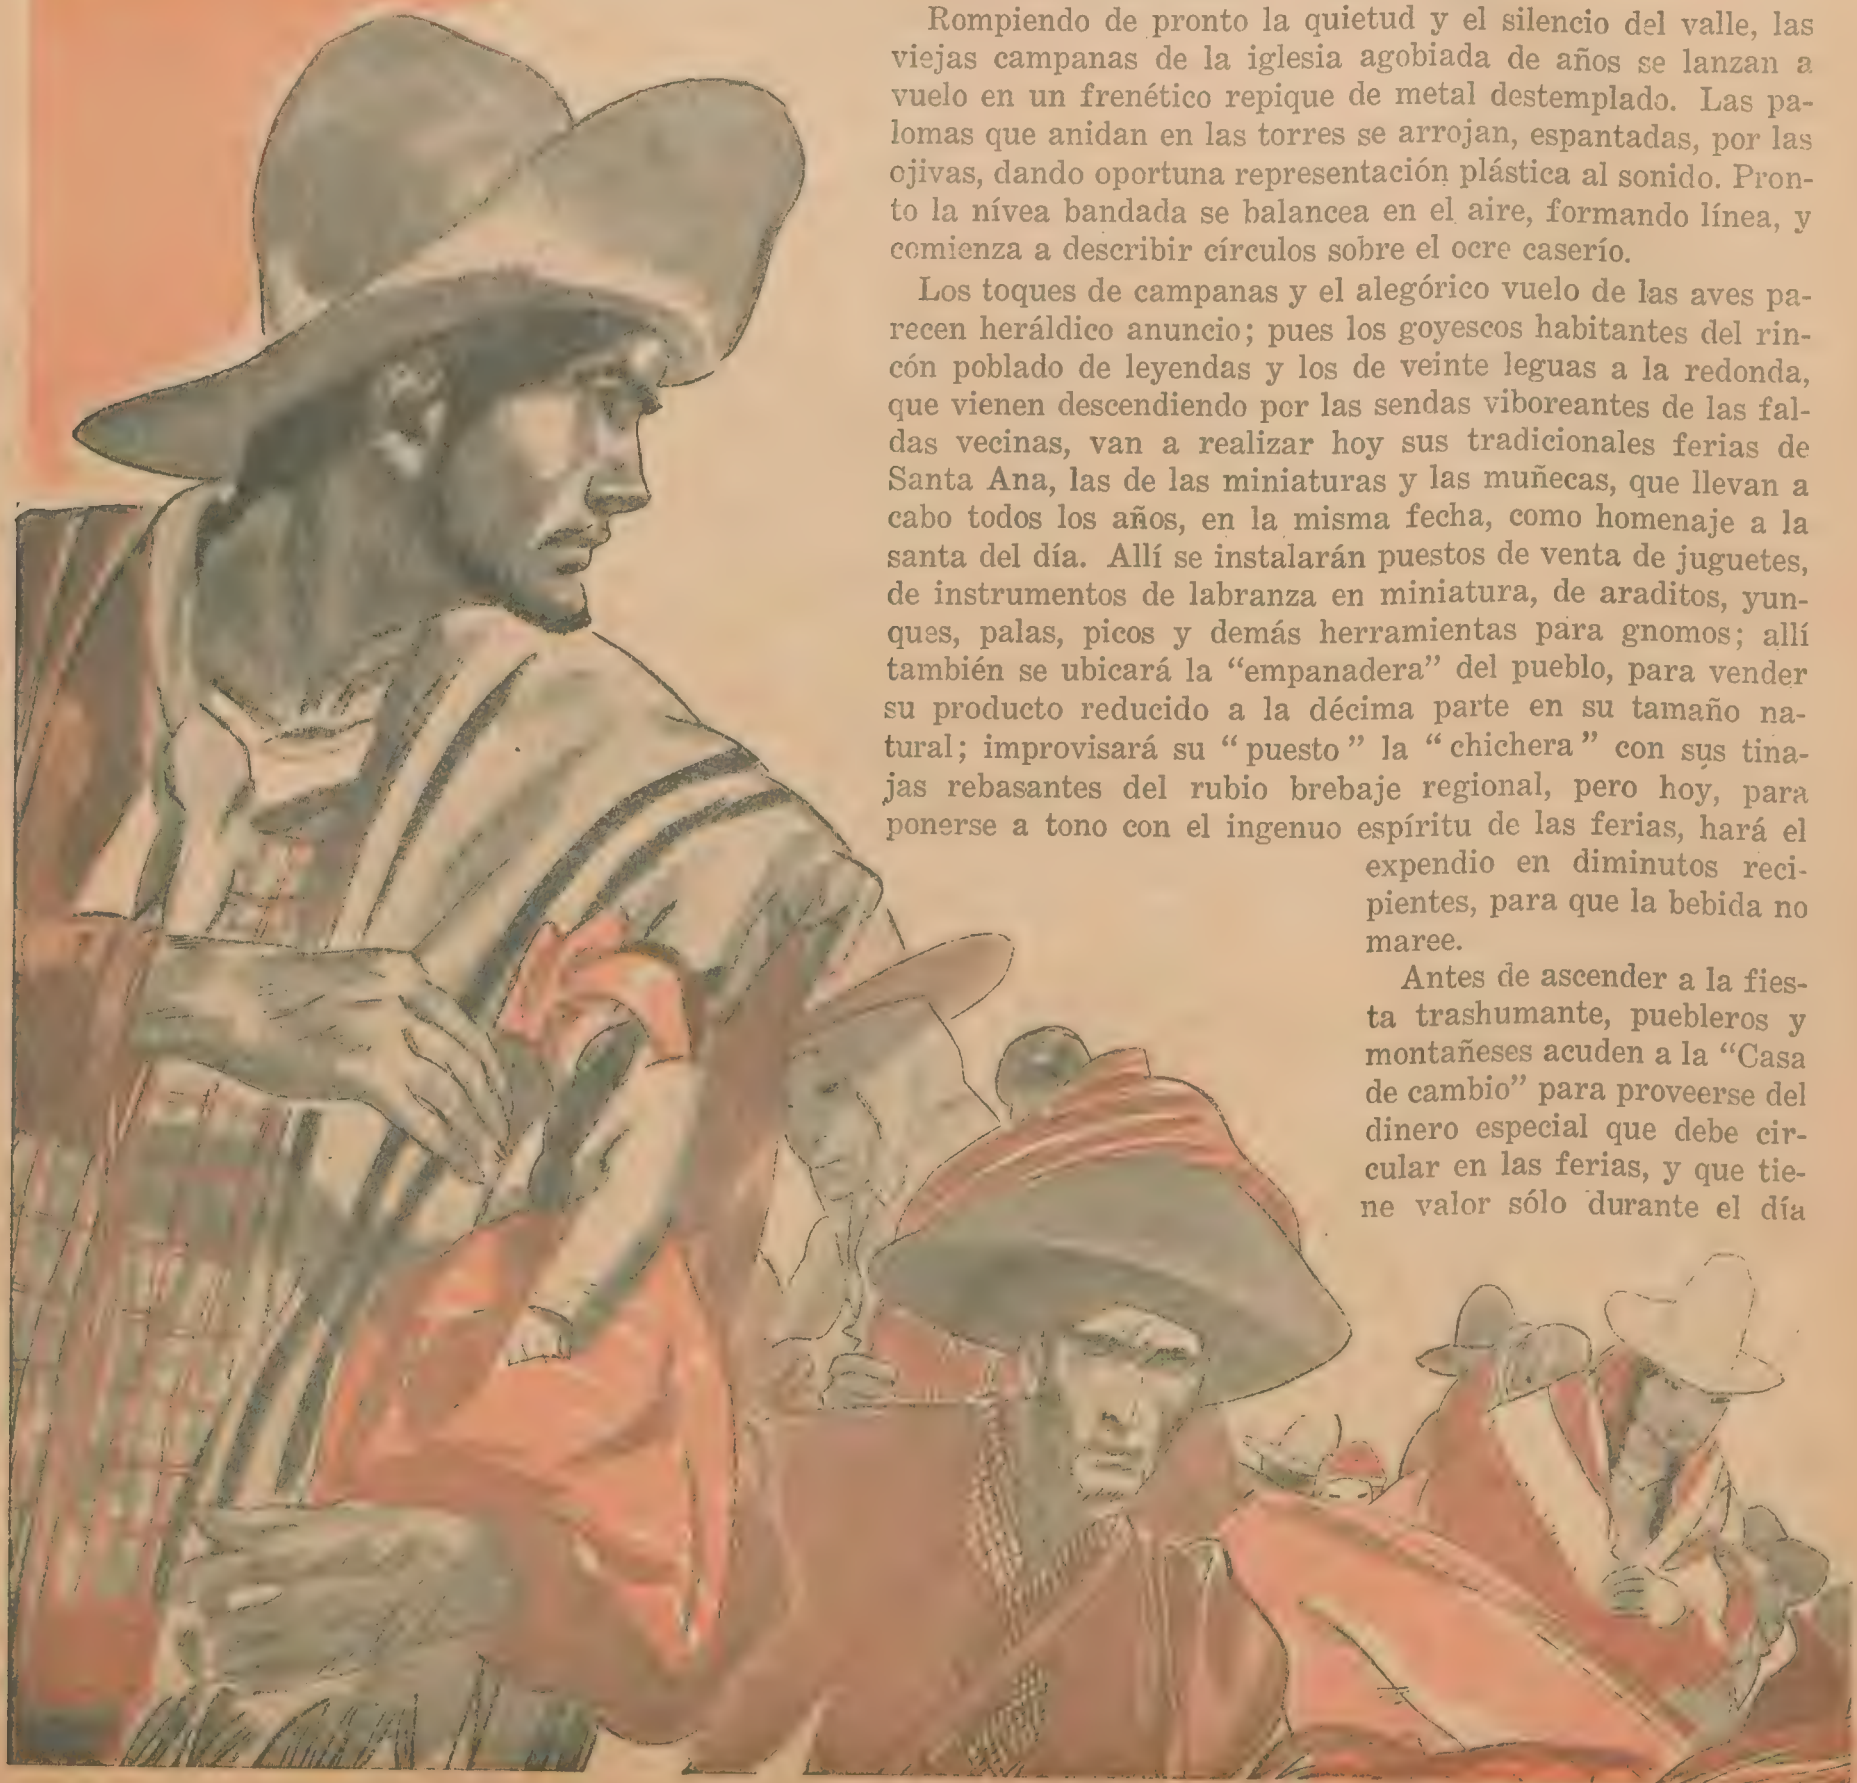 Rompiendo de pronto la quietud y el silencio del valle, las
viejas campanas de la iglesia agobiada de años se lanzan a
vuelo en un frenético repique de metal destemplado. Las pa-
lomas que anidan en las torres se arrojan, espantadas, por las
ojivas, dando oportuna representación plástica al sonido. Pron-
to la nívea bandada se balancea en el aire, formando línea, y
comienza a describir círculos sobre el ocre caserío.
Los toques de campanas y el alegórico vuelo de las aves pa-
recen heráldico anuncio; pues los goyescos habitantes del rin-
cón poblado de leyendas y los de veinte leguas a la redonda,
que vienen descendiendo por las sendas viboreantes de las fal-
das vecinas, van a realizar hoy sus tradicionales ferias de
Santa Ana, las de las miniaturas y las muñecas, que llevan a
cabo todos los años, en la misma fecha, como homenaje a la
santa del día. Allí se instalarán puestos de venta de juguetes,
de instrumentos de labranza en miniatura, de araditos, yun-
ques, palas, picos y demás herramientas para gnomos; allí
también se ubicará la “empanadera” del pueblo, para vender
su producto reducido a la décima parte en su tamaño na-
tural; improvisará su “puesto” la “chichera” con sus tina-
jas rebasantes del rubio brebaje regional, pero hoy, para
ponerse a tono con el ingenuo espíritu de las ferias, hará el
expendio en diminutos reci-
pientes, para que la bebida no
maree.
Antes de ascender a la fies-
ta trashumante, puebleros y
montañeses acuden a la “Casa
de cambio” para proveerse del
dinero especial que debe cir-
cular en las ferias, y que tie-
ne valor sólo durante el día